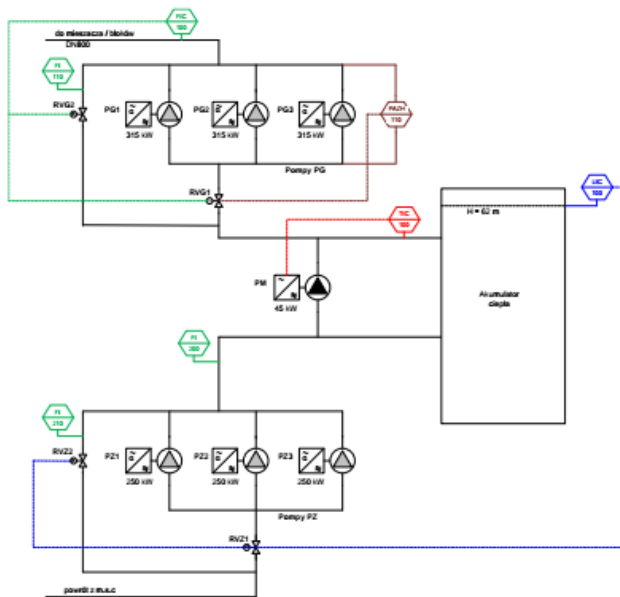 FIC
100
do mieszacza / bloków
DN800
FI
110
RVG2
PG1
PG2
PG3
PAZH
110
315 kW
315 kW
315 kW
Pompy PG
RVG1
LIC
100
H = 62 m
TIC
100
PM
45 kW
Akumulator
ciepła
FI
200
FI
210
RVZ2
PZ1
PZ2
PZ3
250 kW
250 kW
250 kW
Pompy PZ
RVZ1
powrót z m.s.c